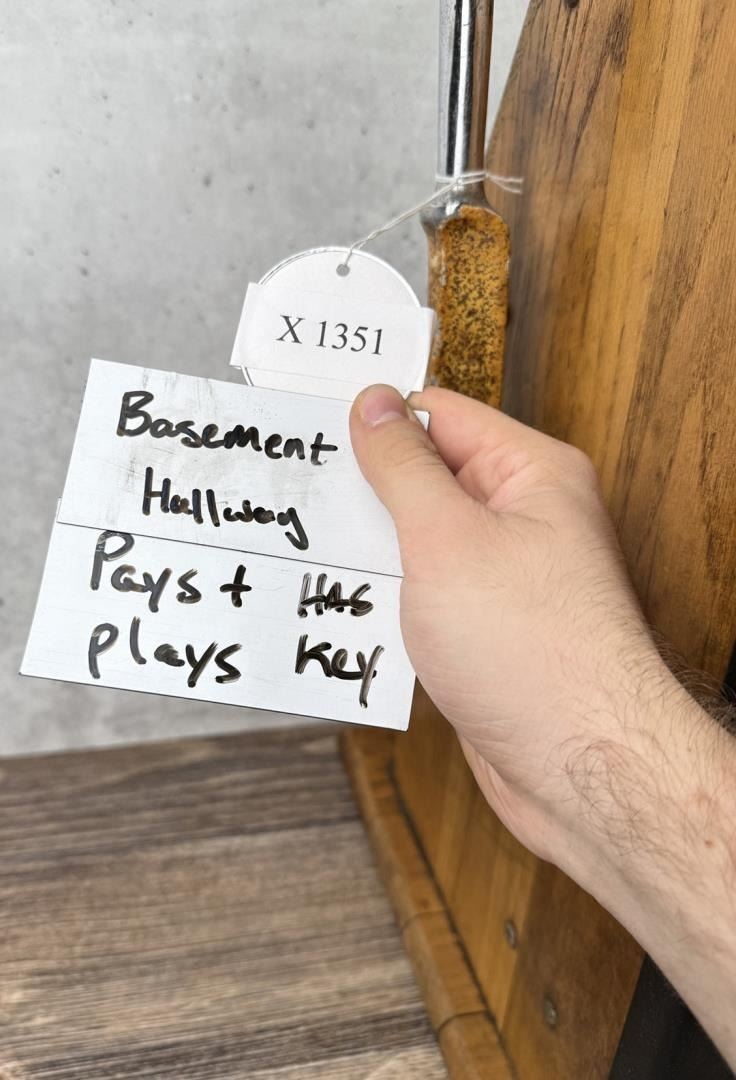 X 1351
Basement
Hallway
Pays + HAS
plays Key